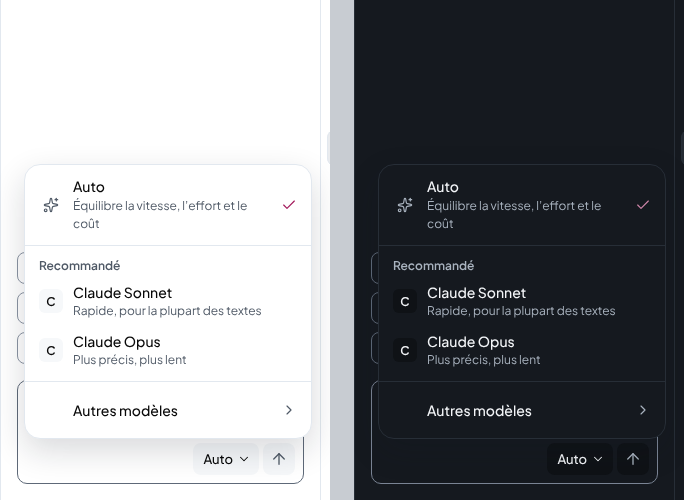 Auto
Équilibre la vitesse, l'effort et le
coût
Recommandé
C
Claude Sonnet
Rapide, pour la plupart des textes
C
Claude Opus
Plus précis, plus lent
Autres modèles
Auto
Auto
Équilibre la vitesse, l'effort et le
coût
Recommandé
C
Claude Sonnet
Rapide, pour la plupart des textes
C
Claude Opus
Plus précis, plus lent
Autres modèles
Auto